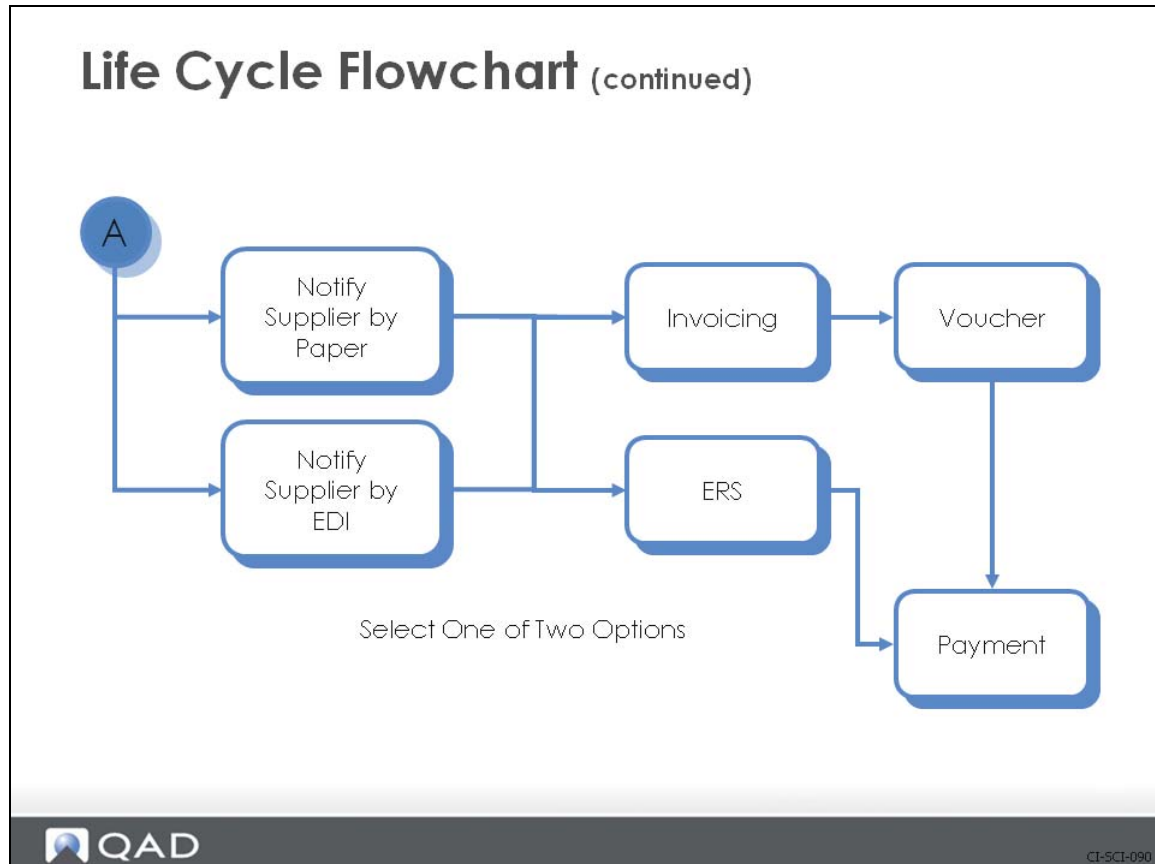 Life Cycle Flowchart (continued)
A
Notify
Supplier by
Paper
Invoicing
Voucher
Notify
Supplier by
EDI
ERS
Select One of Two Options
Payment
QAD
CI-SCI-090